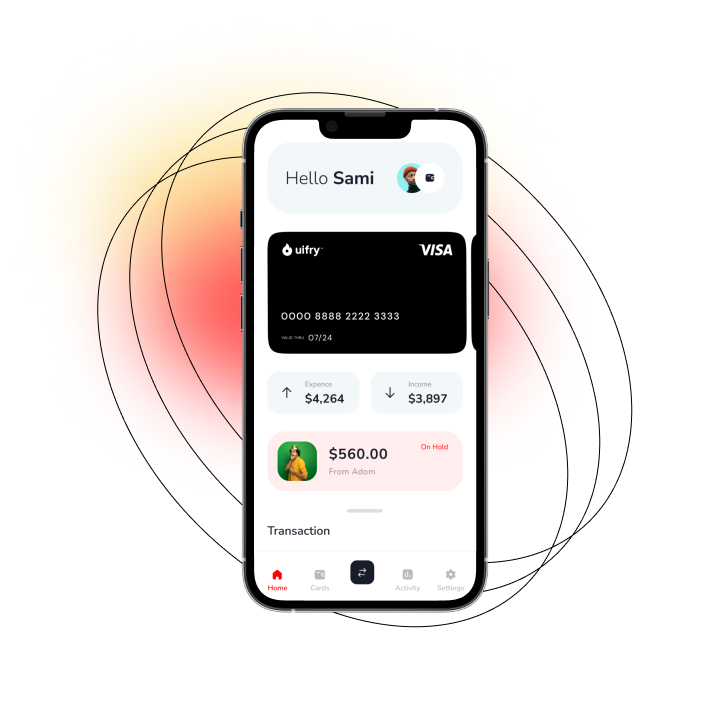 Hello Sami
uifry™
VISA
0000 8888 2222 3333
VALID THRU 07/24
Expence
$4,264
Income
$3,897
$560.00
On Hold
From Adom
Transaction
Home
Cards
Activity
Settings